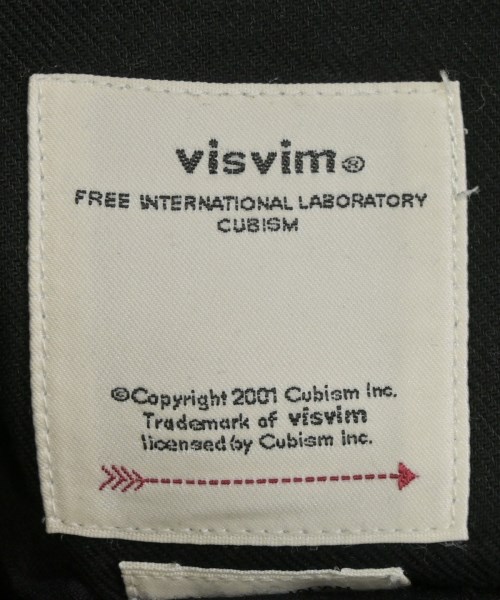 visvim®
FREE INTERNATIONAL LABORATORY
CUBISM
©Copyright 2001 Cubism Inc.
Trademark of visvim
licensed by Cubism Inc.